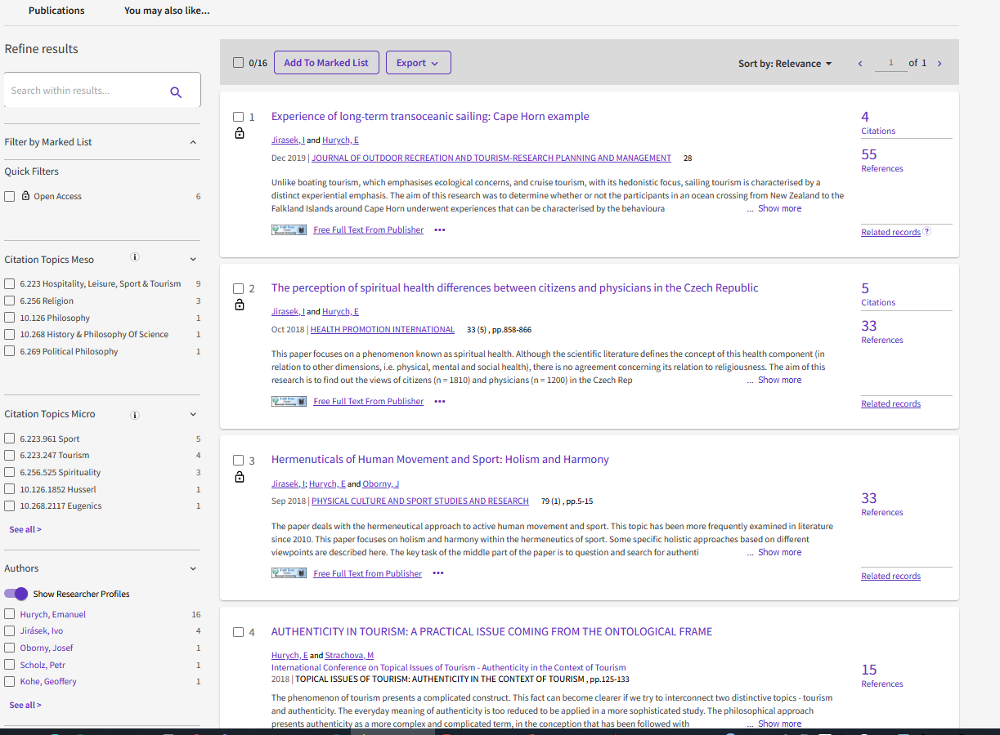 Publications
You may also like...
Refine results
Search within results...
Filter by Marked List
Quick Filters
Open Access 6
Citation Topics Meso
6.223 Hospitality, Leisure, Sport & Tourism 9
6.256 Religion 3
10.126 Philosophy 1
10.268 History & Philosophy Of Science 1
6.269 Political Philosophy 1
Citation Topics Micro
6.223.961 Sport 5
6.223.247 Tourism 4
6.256.525 Spirituality 3
10.126.1852 Husserl 1
10.268.2117 Eugenics 1
See all >
Authors
Show Researcher Profiles
Hurych, Emanuel 16
Jirásek, Ivo 4
Oborny, Josef 1
Scholz, Petr 1
Kohe, Geoffery 1
See all >
0/16 Add To Marked List Export
Sort by: Relevance
1 of 1
1 Experience of long-term transoceanic sailing: Cape Horn example
Jirasek, I and Hurych, E
Dec 2019 | JOURNAL OF OUTDOOR RECREATION AND TOURISM-RESEARCH PLANNING AND MANAGEMENT 28
Unlike boating tourism, which emphasises ecological concerns, and cruise tourism, with its hedonistic focus, sailing tourism is characterised by a
distinct experiential emphasis. The aim of this research was to determine whether or not the participants in an ocean crossing from New Zealand to the
Falkland Islands around Cape Horn underwent experiences that can be characterised by the behavioura ... Show more
Free Full Text From Publisher •••
4
Citations
55
References
Related records ?
2 The perception of spiritual health differences between citizens and physicians in the Czech Republic
Jirasek, I and Hurych, E
Oct 2018 | HEALTH PROMOTION INTERNATIONAL 33 (5) , pp.858-866
This paper focuses on a phenomenon known as spiritual health. Although the scientific literature defines the concept of this health component (in
relation to other dimensions, i.e. physical, mental and social health), there is no agreement concerning its relation to religiousness. The aim of this
research is to find out the views of citizens (n = 1810) and physicians (n = 1200) in the Czech Rep ... Show more
Free Full Text From Publisher •••
5
Citations
33
References
Related records
3 Hermenuticals of Human Movement and Sport: Holism and Harmony
Jirasek, I; Hurych, E and Oborny, J
Sep 2018 | PHYSICAL CULTURE AND SPORT STUDIES AND RESEARCH 79 (1) , pp.5-15
The paper deals with the hermeneutical approach to active human movement and sport. This topic has been more frequently examined in literature
since 2010. This paper focuses on holism and harmony within the hermeneutics of sport. Some specific holistic approaches based on different
viewpoints are described here. The key task of the middle part of the paper is to question and search for authenti ... Show more
Free Full Text from Publisher •••
33
References
Related records
4 AUTHENTICITY IN TOURISM: A PRACTICAL ISSUE COMING FROM THE ONTOLOGICAL FRAME
Hurych, E and Strachova, M
International Conference on Topical Issues of Tourism - Authenticity in the Context of Tourism
2018 | TOPICAL ISSUES OF TOURISM: AUTHENTICITY IN THE CONTEXT OF TOURISM , pp.125-133
The phenomenon of tourism presents a complicated construct. This fact can become clearer if we try to interconnect two distinctive topics - tourism
and authenticity. The everyday meaning of authenticity is too reduced to be applied in a more sophisticated study. The philosophical approach
presents authenticity as a more complex and complicated term, in the conception that has been followed with ... Show more
15
References